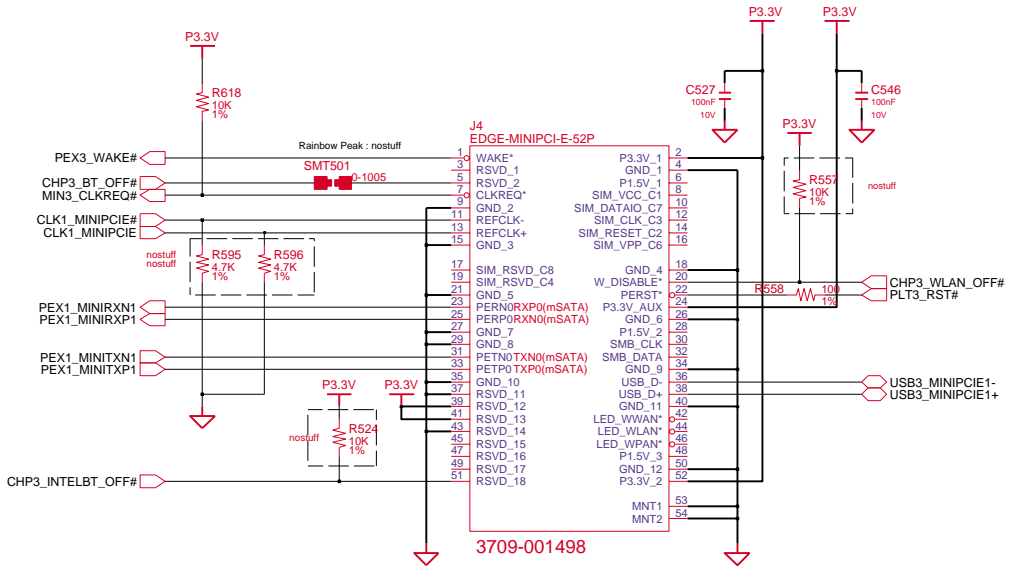 P3.3V
P3.3V
P3.3V
R618
10K
1%
C527
100nF
10V
C546
100nF
10V
P3.3V
J4
EDGE-MINIPCI-E-52P
Rainbow Peak : nostuff
SMT501
0-1005
R557
10K
1%
nostuff
PEX3_WAKE#
CHP3_BT_OFF#
MIN3_CLKREQ#
CLK1_MINIPCIE#
CLK1_MINIPCIE
nostuff
nostuff
R595
4.7K
1%
R596
4.7K
1%
PEX1_MINIRXN1
PEX1_MINIRXP1
PEX1_MINITXN1
PEX1_MINITXP1
P3.3V
P3.3V
nostuff
R524
10K
1%
CHP3_INTELBT_OFF#
1 WAKE*
3 RSVD_1
5 RSVD_2
7 CLKREQ*
9 GND_2
11 REFCLK-
13 REFCLK+
15 GND_3
17 SIM_RSVD_C8
19 SIM_RSVD_C4
21 GND_5
23 PERN0RXP0(mSATA)
25 PERP0RXN0(mSATA)
27 GND_7
29 GND_8
31 PETN0TXN0(mSATA)
33 PETP0TXP0(mSATA)
35 GND_10
37 RSVD_11
39 RSVD_12
41 RSVD_13
43 RSVD_14
45 RSVD_15
47 RSVD_16
49 RSVD_17
51 RSVD_18
P3.3V_1 2
GND_1 4
P1.5V_1 6
SIM_VCC_C1 8
SIM_DATAIO_C7 10
SIM_CLK_C3 12
SIM_RESET_C2 14
SIM_VPP_C6 16
GND_4 18
W_DISABLE* 20
PERST* 22
P3.3V_AUX 24
GND_6 26
P1.5V_2 28
SMB_CLK 30
SMB_DATA 32
GND_9 34
USB_D- 36
USB_D+ 38
GND_11 40
LED_WWAN* 42
LED_WLAN* 44
LED_WPAN* 46
P1.5V_3 48
GND_12 50
P3.3V_2 52
MNT1 53
MNT2 54
R558
100
1%
CHP3_WLAN_OFF#
PLT3_RST#
USB3_MINIPCIE1-
USB3_MINIPCIE1+
3709-001498